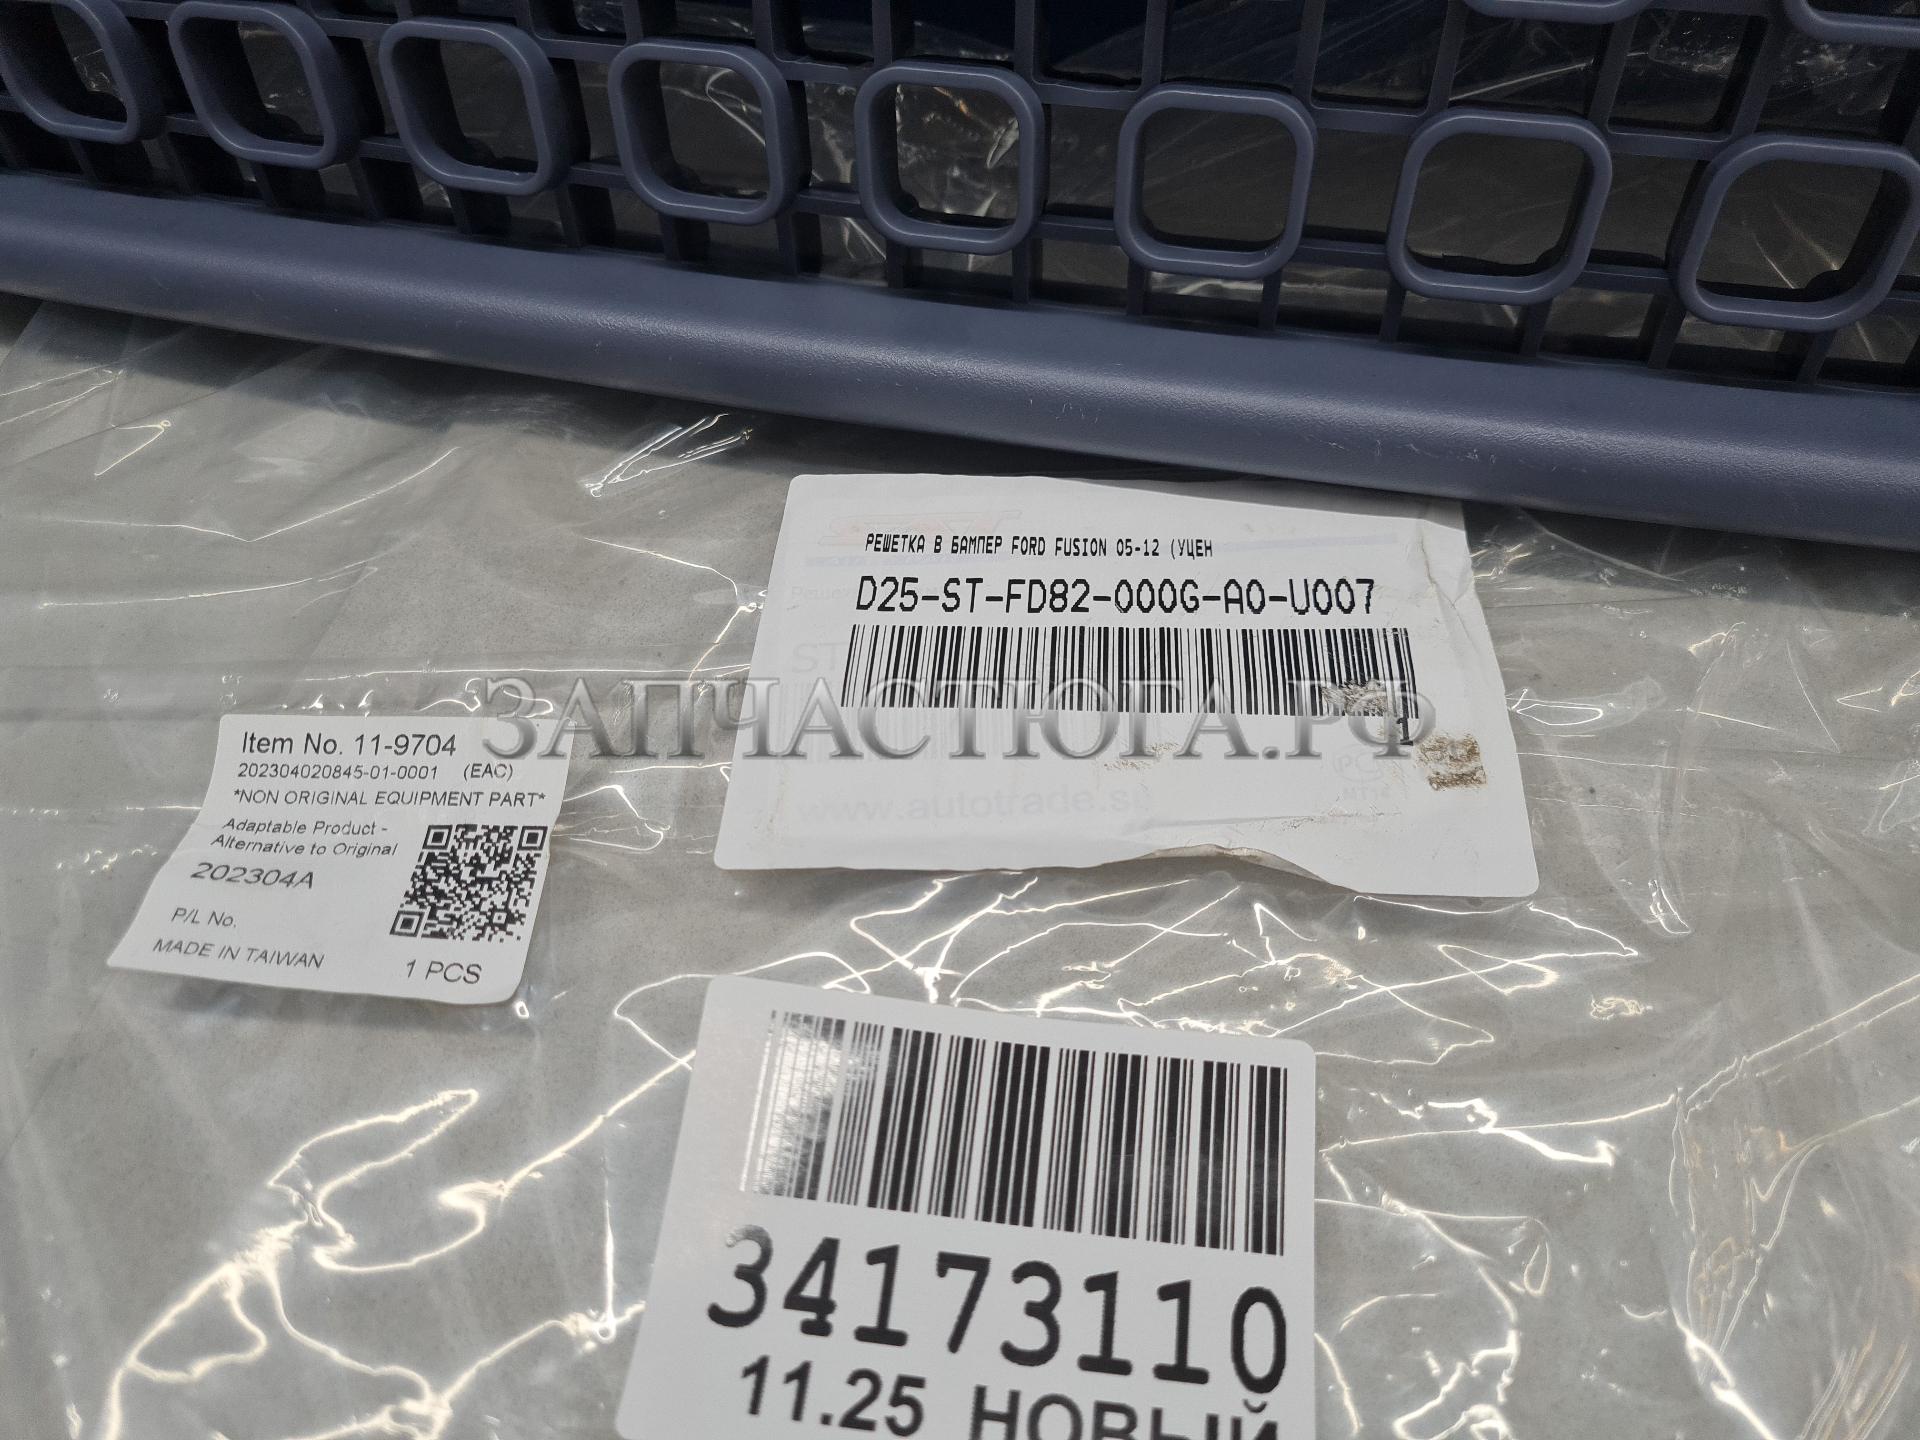 РЕШЕТКА В БАМПЕР FORD FUSION 05-12 (УЦЕН
D25-ST-FD82-000G-A0-U007
1
www.autotrade.s
ЗАПЧАСТЮГА.РФ
Item No. 11-9704
202304020845-01-0001 (EAC)
*NON ORIGINAL EQUIPMENT PART*
Adaptable Product -
Alternative to Original
202304A
P/L No.
MADE IN TAIWAN
1 PCS
34173110
11.25 НОВЫЙ